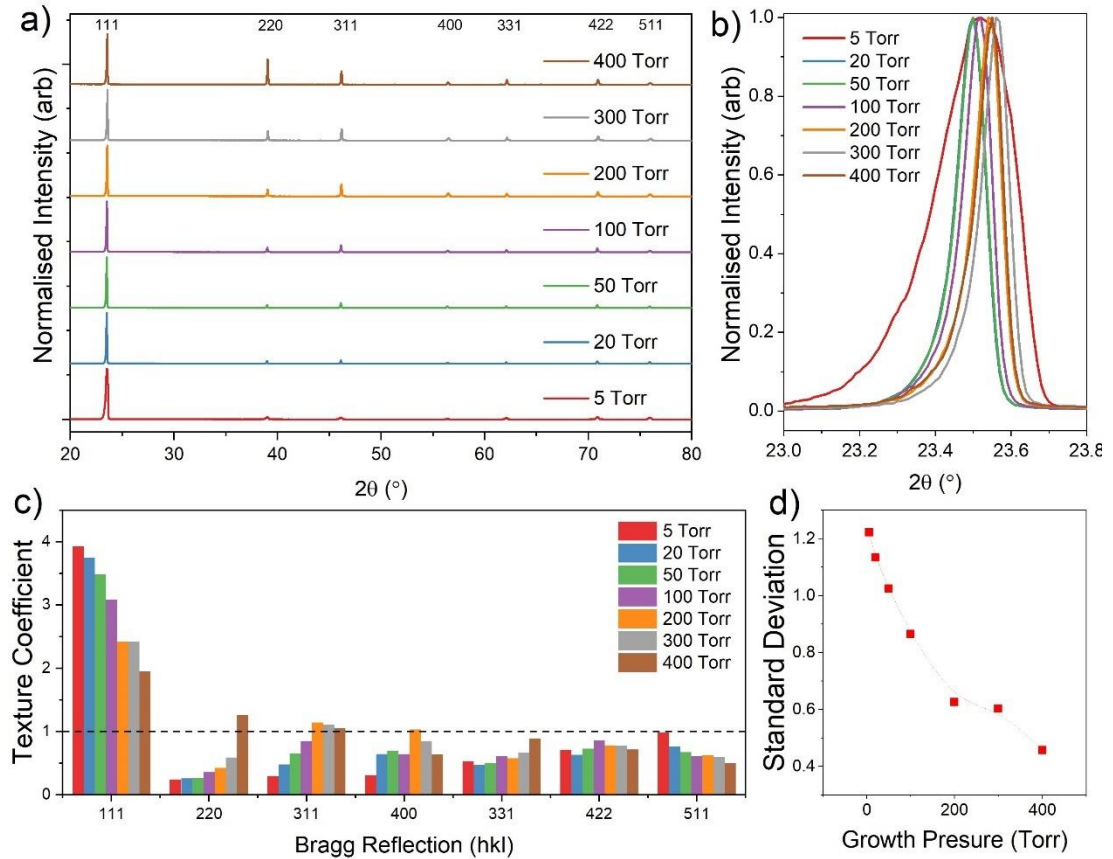 a)
111 220 311 400 331 422 511
Normalised Intensity (arb)
400 Torr
300 Torr
200 Torr
100 Torr
50 Torr
20 Torr
5 Torr
20 30 40 50 60 70 80
2θ (°)
b)
Normalised Intensity (arb)
1.0
0.8
0.6
0.4
0.2
0.0
5 Torr
20 Torr
50 Torr
100 Torr
200 Torr
300 Torr
400 Torr
23.0 23.2 23.4 23.6 23.8
2θ (°)
c)
Texture Coefficient
4
3
2
1
0
5 Torr
20 Torr
50 Torr
100 Torr
200 Torr
300 Torr
400 Torr
111 220 311 400 331 422 511
Bragg Reflection (hkl)
d)
Standard Deviation
1.2
1.0
0.8
0.6
0.4
0 200 400
Growth Presure (Torr)